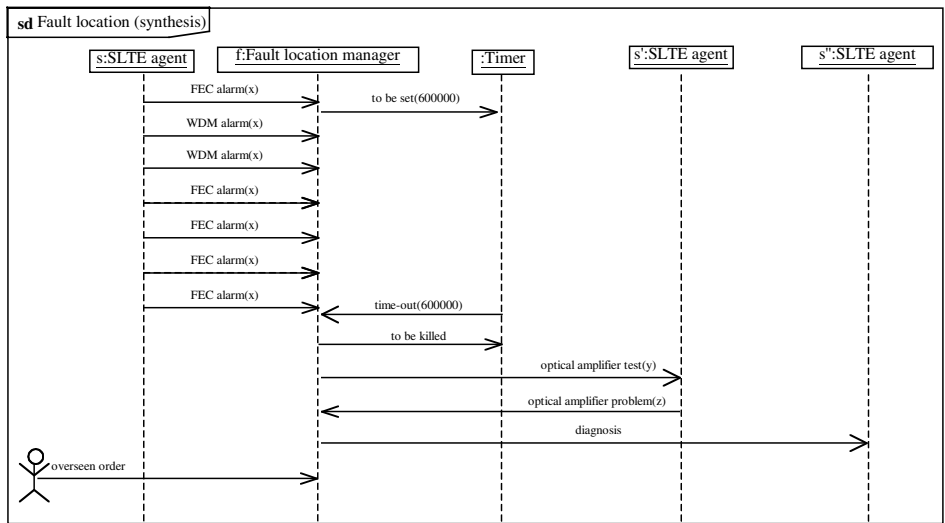 sd Fault location (synthesis)
s:SLTE agent
f:Fault location manager
:Timer
s':SLTE agent
s'':SLTE agent
FEC alarm(x)
to be set(600000)
WDM alarm(x)
WDM alarm(x)
FEC alarm(x)
FEC alarm(x)
FEC alarm(x)
FEC alarm(x)
time-out(600000)
to be killed
optical amplifier test(y)
optical amplifier problem(z)
diagnosis
overseen order